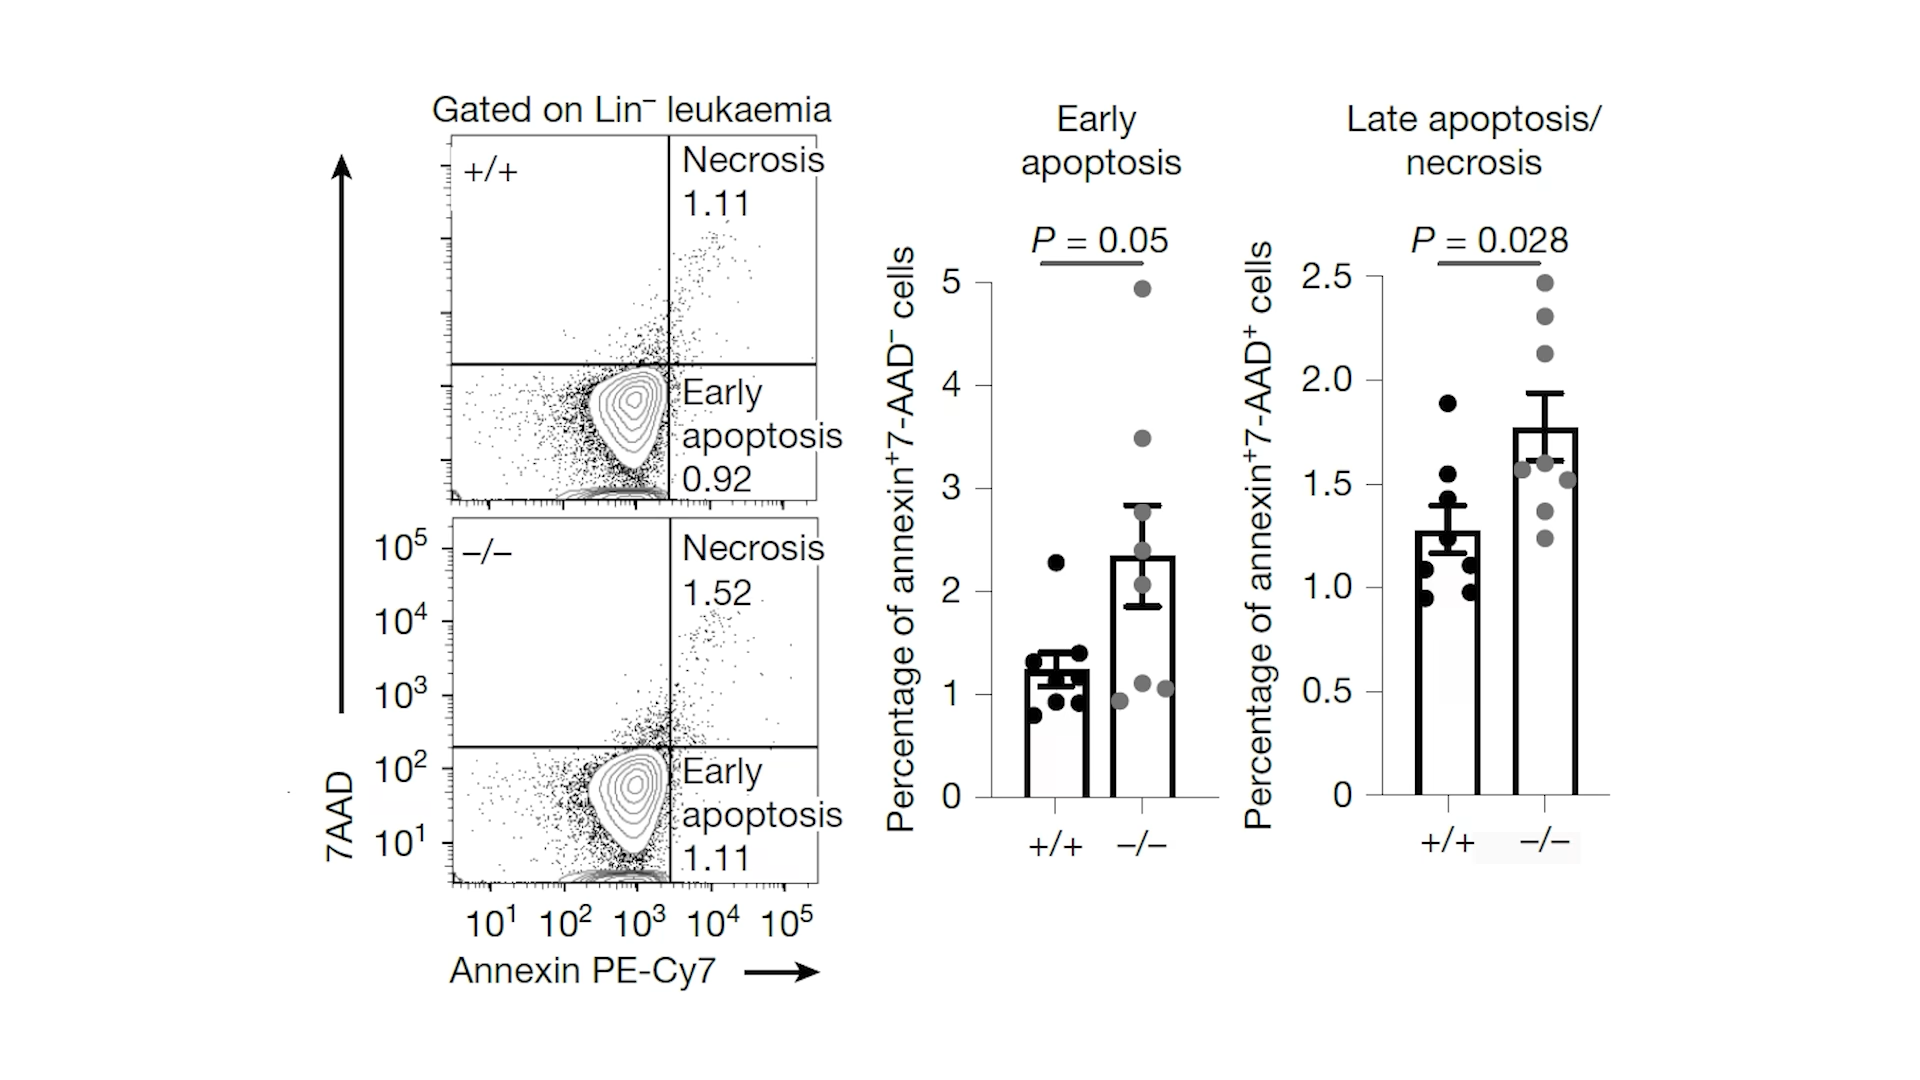 Gated on Lin⁻ leukaemia
+/+
Necrosis
1.11
Early
apoptosis
0.92
–/–
Necrosis
1.52
Early
apoptosis
1.11
10⁵
10⁴
10³
10²
10¹
7AAD
10¹ 10² 10³ 10⁴ 10⁵
Annexin PE-Cy7
Early
apoptosis
P = 0.05
Percentage of annexin⁺7-AAD⁻ cells
5
4
3
2
1
0
+/+ –/–
Late apoptosis/
necrosis
P = 0.028
Percentage of annexin⁺7-AAD⁺ cells
2.5
2.0
1.5
1.0
0.5
0
+/+ –/–